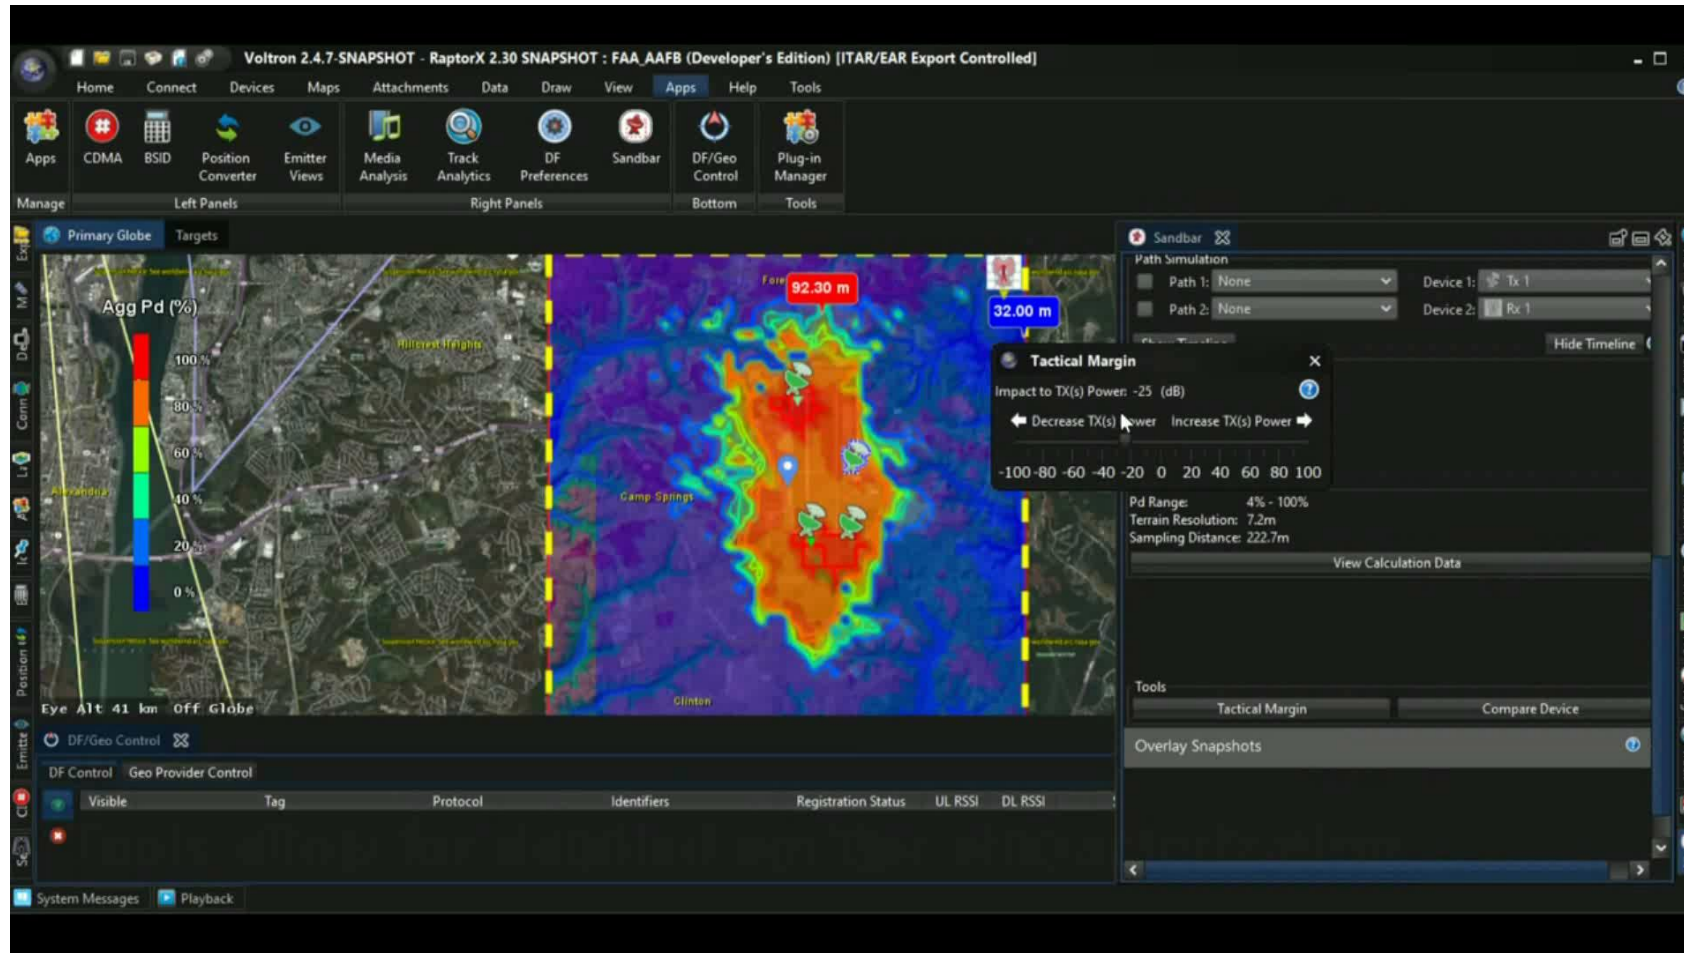 Voltron 2.4.7-SNAPSHOT - RaptorX 2.30 SNAPSHOT : FAA_AAFB (Developer's Edition) [ITAR/EAR Export Controlled]
Home Connect Devices Maps Attachments Data Draw View Apps Help Tools
Apps CDMA BSID Position Converter Emitter Views Media Analysis Track Analytics DF Preferences Sandbar DF/Geo Control Plug-in Manager
Manage Left Panels Right Panels Bottom Tools
Primary Globe Targets
Agg Pd (%)
100 %
80 %
60 %
40 %
20 %
0 %
Hillcrest Heights
Alexandria
Camp Springs
Clinton
92.30 m
32.00 m
Eye Alt 41 km Off Globe
Sandbar
Path Simulation
Path 1: None Device 1: Tx 1
Path 2: None Device 2: Rx 1
Hide Timeline
Tactical Margin
Impact to TX(s) Power: -25 (dB)
Decrease TX(s) Power Increase TX(s) Power
-100 -80 -60 -40 -20 0 20 40 60 80 100
Pd Range: 4% - 100%
Terrain Resolution: 7.2m
Sampling Distance: 222.7m
View Calculation Data
Tools
Tactical Margin Compare Device
Overlay Snapshots
DF/Geo Control
DF Control Geo Provider Control
Visible Tag Protocol Identifiers Registration Status UL RSSI DL RSSI
Position
Emitte
Conn
System Messages Playback